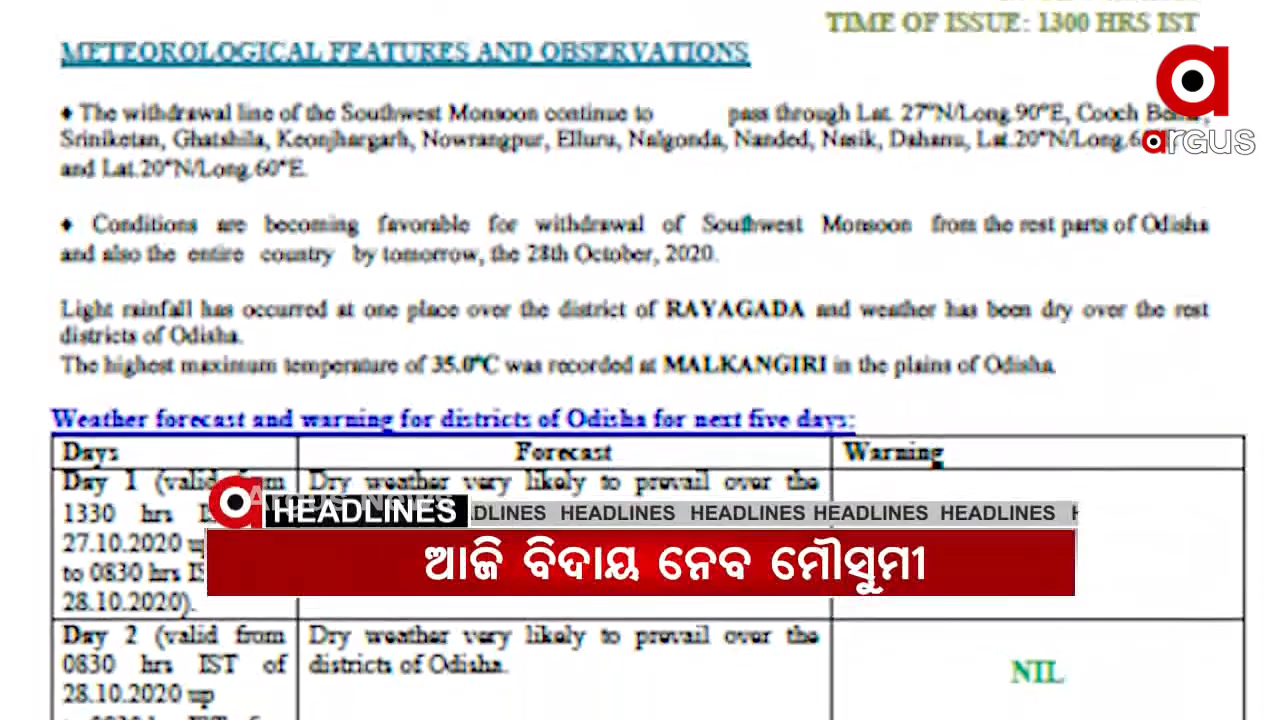 TIME OF ISSUE: 1300 HRS IST
METEOROLOGICAL FEATURES AND OBSERVATIONS
argus
♦ The withdrawal line of the Southwest Monsoon continue to pass through Lat. 27°N/Long.90°E, Cooch
Sriniketan, Ghatshila, Keonjhargarh, Nowrangpur, Elluru, Nalgonda, Nanded, Nasik, Dahanu, Lat.20°N/Long.
and Lat.20°N/Long.60°E.
♦ Conditions are becoming favorable for withdrawal of Southwest Monsoon from the rest parts of Odisha
and also the entire country by tomorrow, the 28th October, 2020.
Light rainfall has occurred at one place over the district of RAYAGADA and weather has been dry over the rest
districts of Odisha.
The highest maximum temperature of 35.0°C was recorded at MALKANGIRI in the plains of Odisha.
Weather forecast and warning for districts of Odisha for next five days:
Days Forecast Warning
Day 1 (valid from
1330 hrs
27.10.2020 up
to 0830 hrs
28.10.2020).
Dry weather very likely to prevail over the
HEADLINES DLINES HEADLINES HEADLINES HEADLINES HEADLINES
ଆଜି ବିଦାୟ ନେବ ମୌସୁମୀ
Day 2 (valid from
0830 hrs IST of
28.10.2020 up
Dry weather very likely to prevail over the
districts of Odisha.
NIL